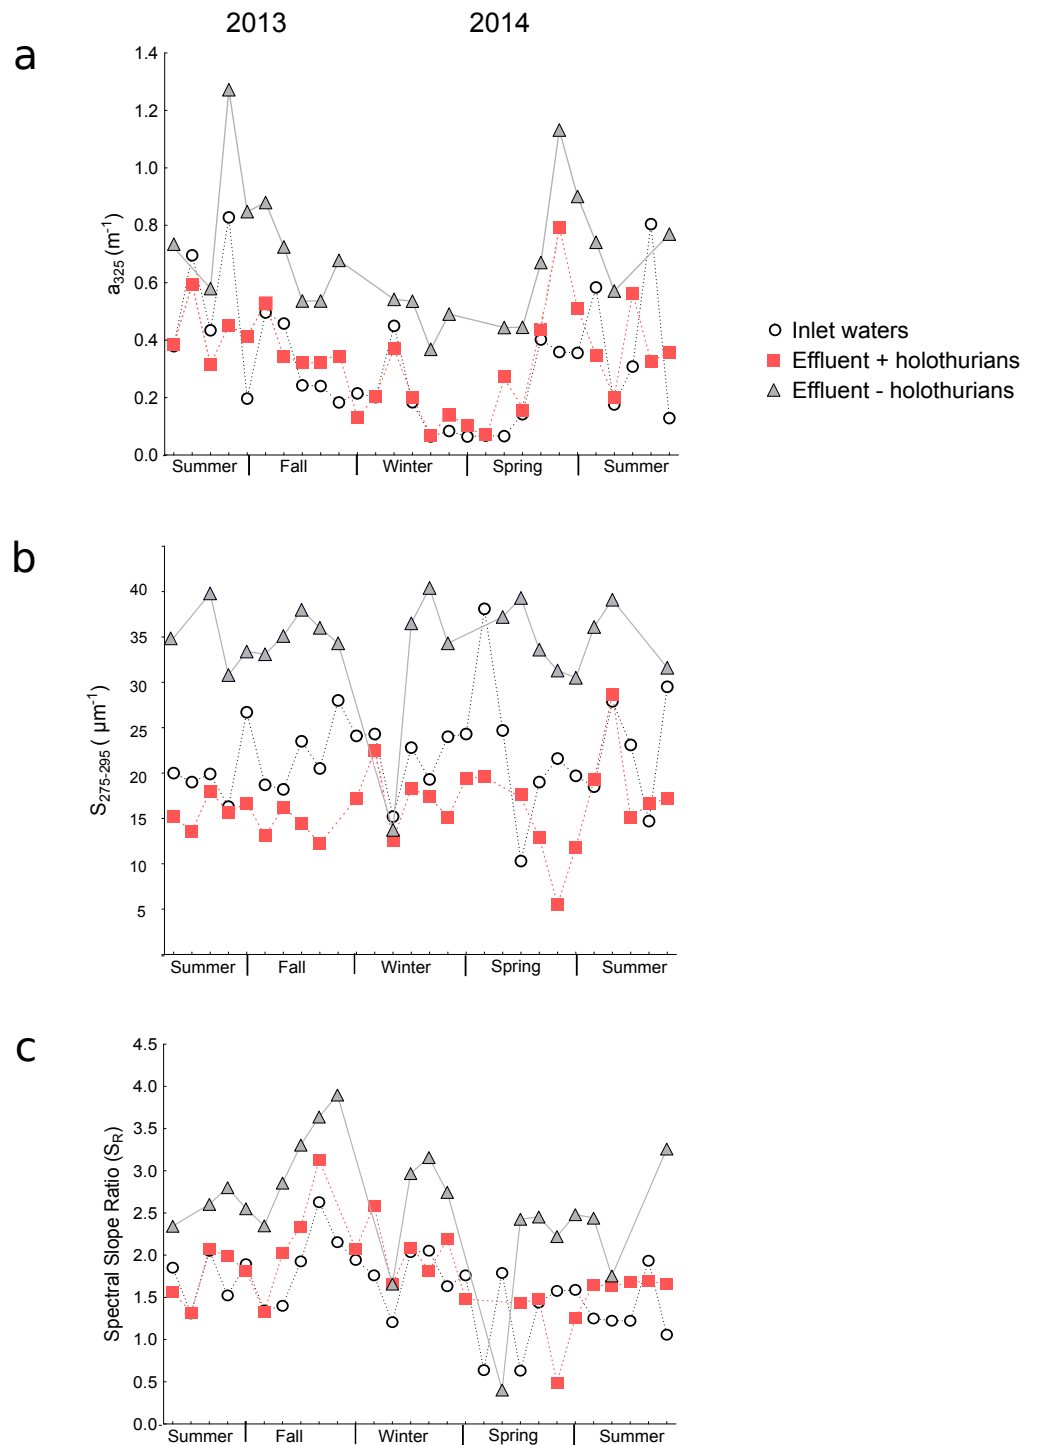 2013 2014
a
1.4
1.2
1.0
0.8
0.6
0.4
0.2
0.0
a325 (m-1)
Summer Fall Winter Spring Summer
Inlet waters
Effluent + holothurians
Effluent - holothurians
b
40
35
30
25
20
15
10
5
S275-295 ( µm-1)
Summer Fall Winter Spring Summer
c
4.5
4.0
3.5
3.0
2.5
2.0
1.5
1.0
0.5
0.0
Spectral Slope Ratio (SR)
Summer Fall Winter Spring Summer